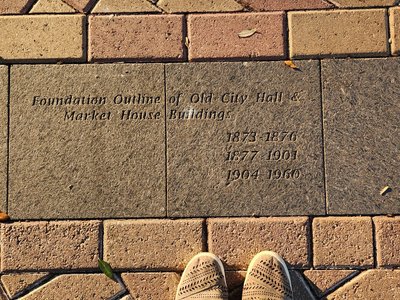 Foundation Outline of Old City Hall &
Market House Buildings
1873-1876
1877-1901
1904-1960